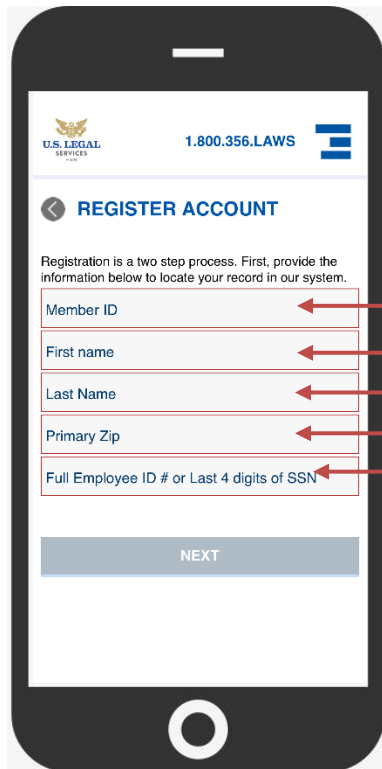 U.S. LEGAL
SERVICES
1.800.356.LAWS
REGISTER ACCOUNT
Registration is a two step process. First, provide the
information below to locate your record in our system.
Member ID
First name
Last Name
Primary Zip
Full Employee ID # or Last 4 digits of SSN
NEXT